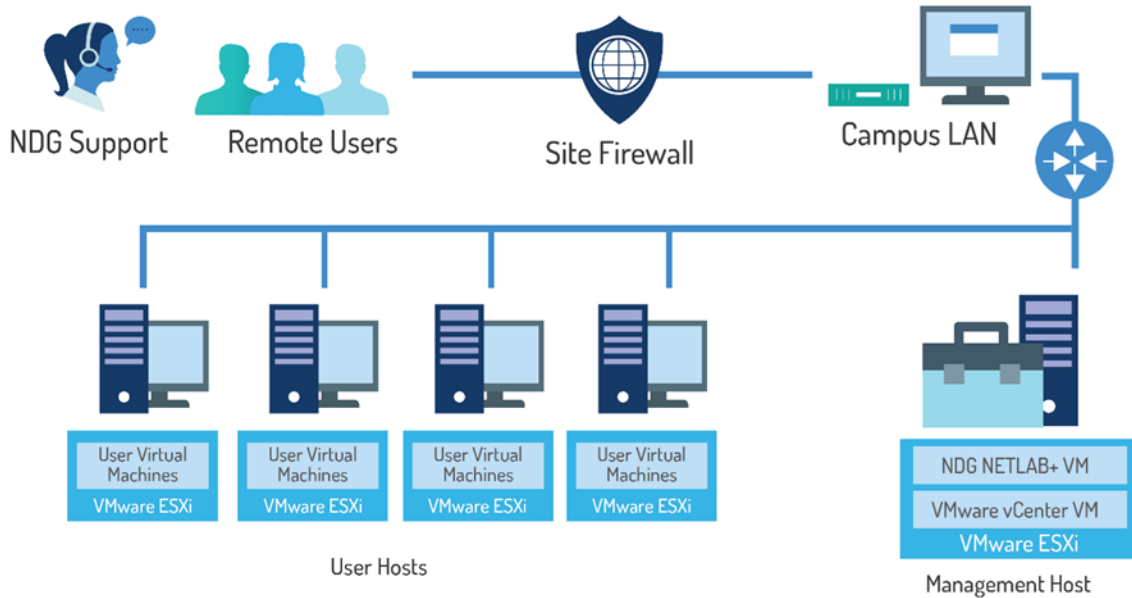 NDG Support
Remote Users
Site Firewall
Campus LAN
User Virtual
Machines
VMware ESXi
User Virtual
Machines
VMware ESXi
User Virtual
Machines
VMware ESXi
User Virtual
Machines
VMware ESXi
User Hosts
NDG NETLAB+ VM
VMware vCenter VM
VMware ESXi
Management Host